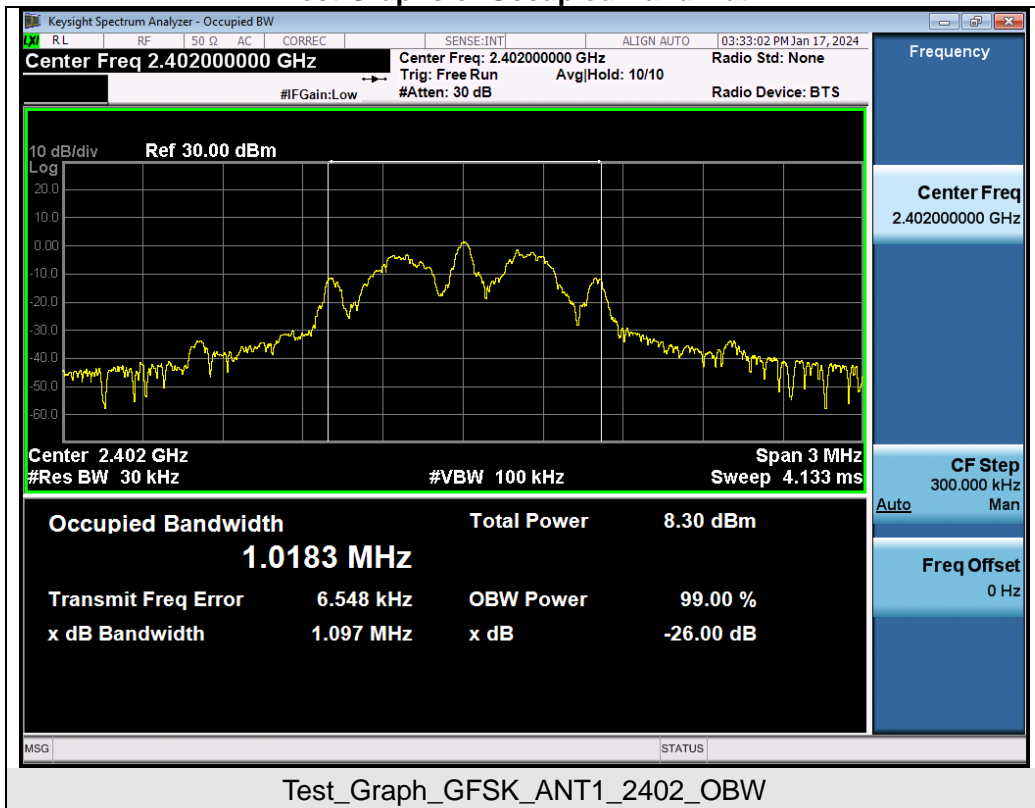 Keysight Spectrum Analyzer - Occupied BW
LXI RL RF 50 Ω AC CORREC SENSE:INT ALIGN AUTO 03:33:02 PM Jan 17, 2024
Center Freq 2.402000000 GHz
Center Freq: 2.402000000 GHz
Radio Std: None
Trig: Free Run Avg|Hold: 10/10
#IFGain:Low
#Atten: 30 dB
Radio Device: BTS
Frequency
10 dB/div Ref 30.00 dBm
Log
20.0
10.0
0.00
-10.0
-20.0
-30.0
-40.0
-50.0
-60.0
Center 2.402 GHz
Span 3 MHz
#Res BW 30 kHz
#VBW 100 kHz
Sweep 4.133 ms
Center Freq
2.402000000 GHz
CF Step
300.000 kHz
Auto Man
Freq Offset
0 Hz
Occupied Bandwidth
1.0183 MHz
Total Power 8.30 dBm
Transmit Freq Error 6.548 kHz
OBW Power 99.00 %
x dB Bandwidth 1.097 MHz
x dB -26.00 dB
MSG
STATUS
Test_Graph_GFSK_ANT1_2402_OBW